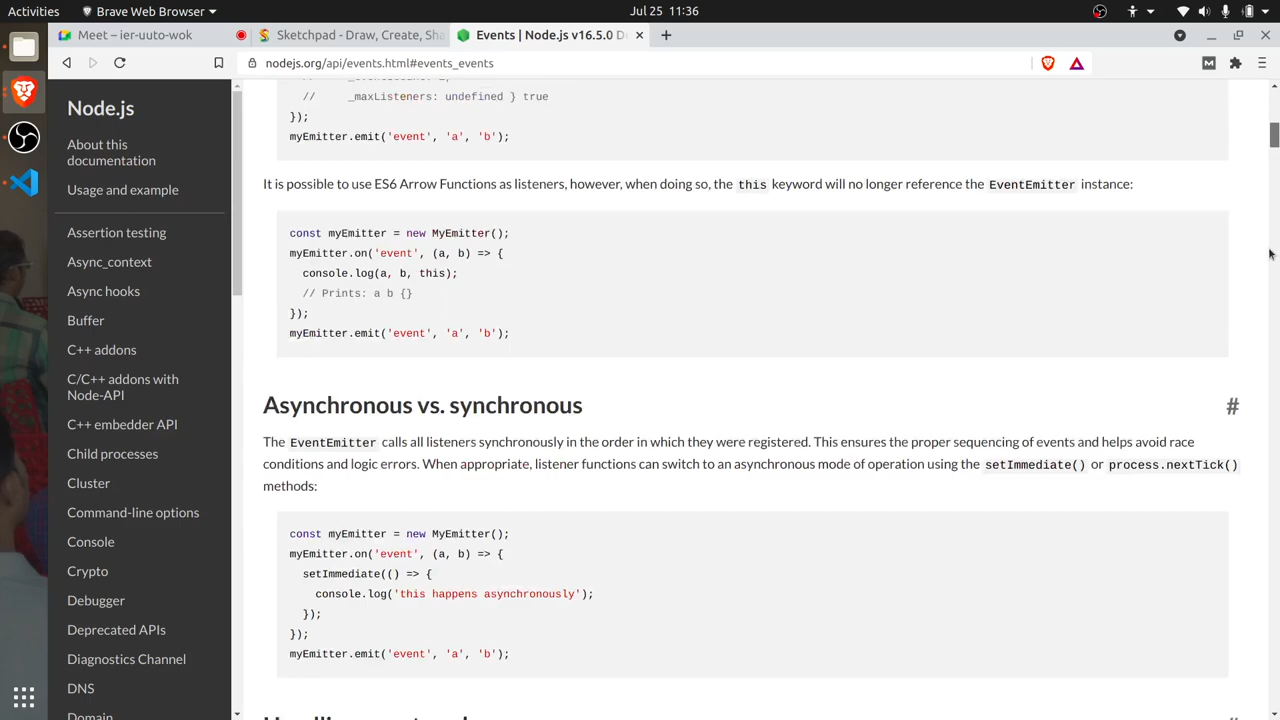 Activities
Brave Web Browser
Jul 25 11:36
Meet – ier-uuto-wok
Sketchpad - Draw, Create, Sha
Events | Node.js v16.5.0 D
nodejs.org/api/events.html#events_events
Node.js
About this
documentation
Usage and example
Assertion testing
Async_context
Async hooks
Buffer
C++ addons
C/C++ addons with
Node-API
C++ embedder API
Child processes
Cluster
Command-line options
Console
Crypto
Debugger
Deprecated APIs
Diagnostics Channel
DNS
Domain
//     _maxListeners: undefined } true
});
myEmitter.emit('event', 'a', 'b');
It is possible to use ES6 Arrow Functions as listeners, however, when doing so, the this keyword will no longer reference the EventEmitter instance:
const myEmitter = new MyEmitter();
myEmitter.on('event', (a, b) => {
  console.log(a, b, this);
  // Prints: a b {}
});
myEmitter.emit('event', 'a', 'b');
Asynchronous vs. synchronous #
The EventEmitter calls all listeners synchronously in the order in which they were registered. This ensures the proper sequencing of events and helps avoid race
conditions and logic errors. When appropriate, listener functions can switch to an asynchronous mode of operation using the setImmediate() or process.nextTick()
methods:
const myEmitter = new MyEmitter();
myEmitter.on('event', (a, b) => {
  setImmediate(() => {
    console.log('this happens asynchronously');
  });
});
myEmitter.emit('event', 'a', 'b');